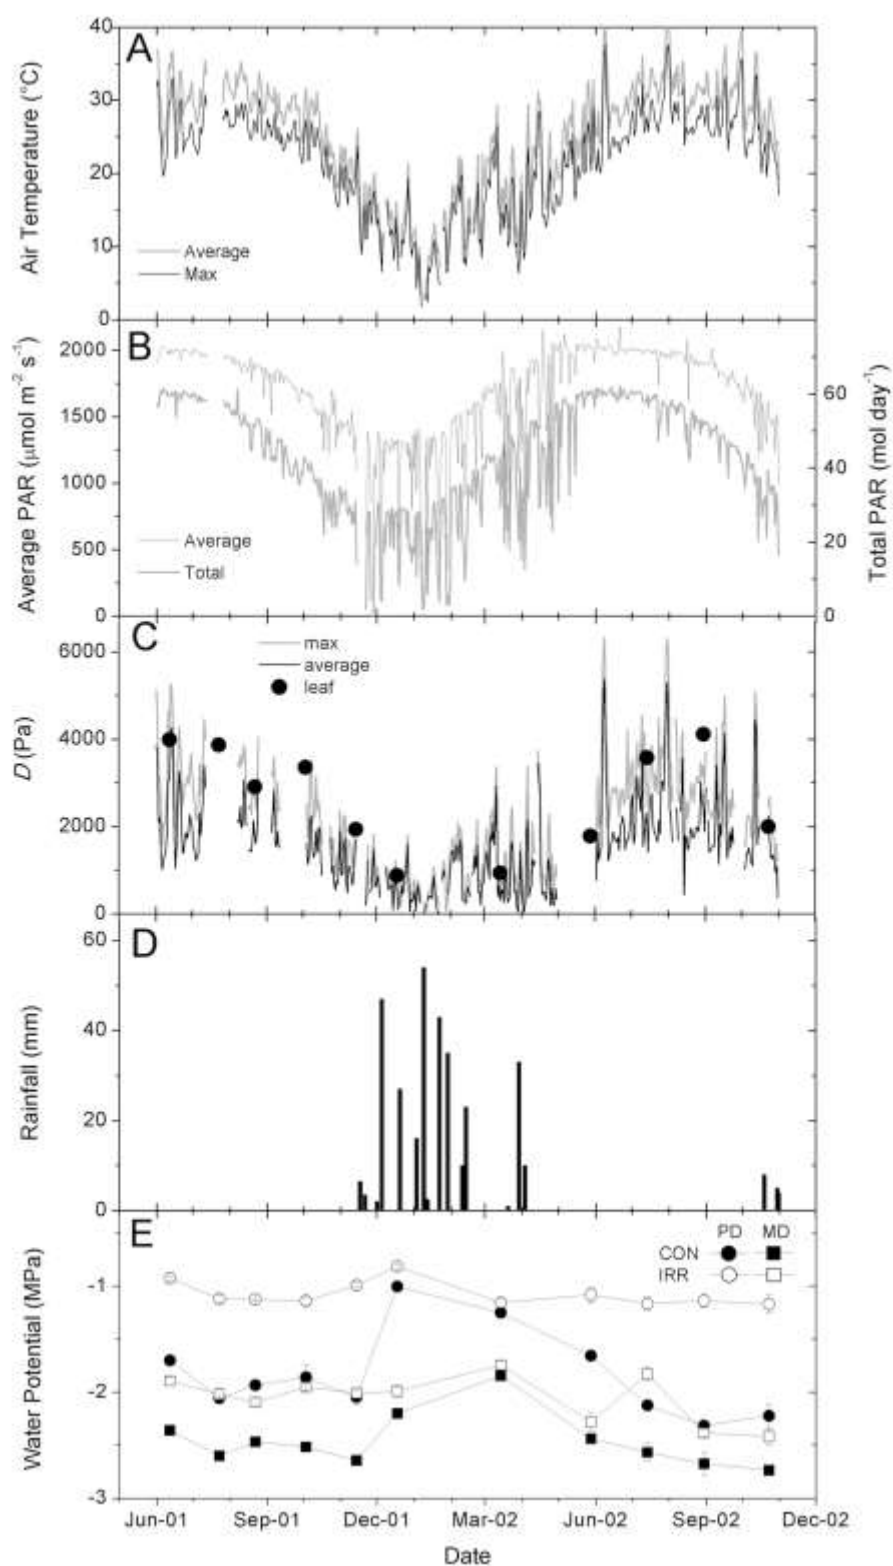 A
Air Temperature (°C)
40
30
20
10
0
Average
Max
B
Average PAR (μmol m⁻² s⁻¹)
2000
1500
1000
500
0
Average
Total
60
40
20
0
Total PAR (mol day⁻¹)
C
D (Pa)
6000
4000
2000
0
max
average
leaf
D
Rainfall (mm)
60
40
20
0
E
Water Potential (MPa)
-1
-2
-3
PD MD
CON
IRR
Jun-01 Sep-01 Dec-01 Mar-02 Jun-02 Sep-02 Dec-02
Date